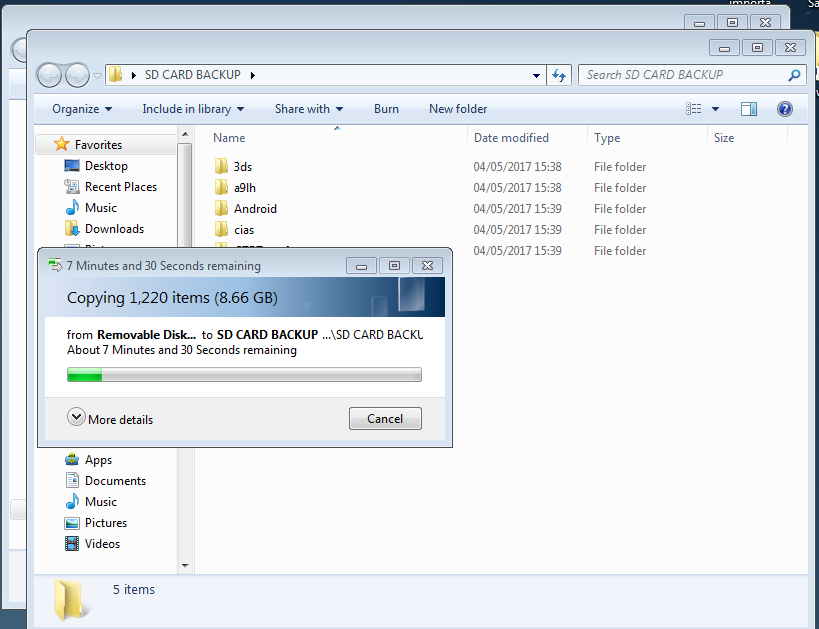 SD CARD BACKUP
Search SD CARD BACKUP
Organize Include in library Share with Burn New folder
Name Date modified Type Size
Favorites
Desktop
Recent Places
Music
Downloads
3ds 04/05/2017 15:38 File folder
a9lh 04/05/2017 15:38 File folder
Android 04/05/2017 15:39 File folder
cias 04/05/2017 15:39 File folder
04/05/2017 15:39 File folder
7 Minutes and 30 Seconds remaining
Copying 1,220 items (8.66 GB)
from Removable Disk... to SD CARD BACKUP ...\SD CARD BACKU
About 7 Minutes and 30 Seconds remaining
More details
Cancel
Apps
Documents
Music
Pictures
Videos
5 items